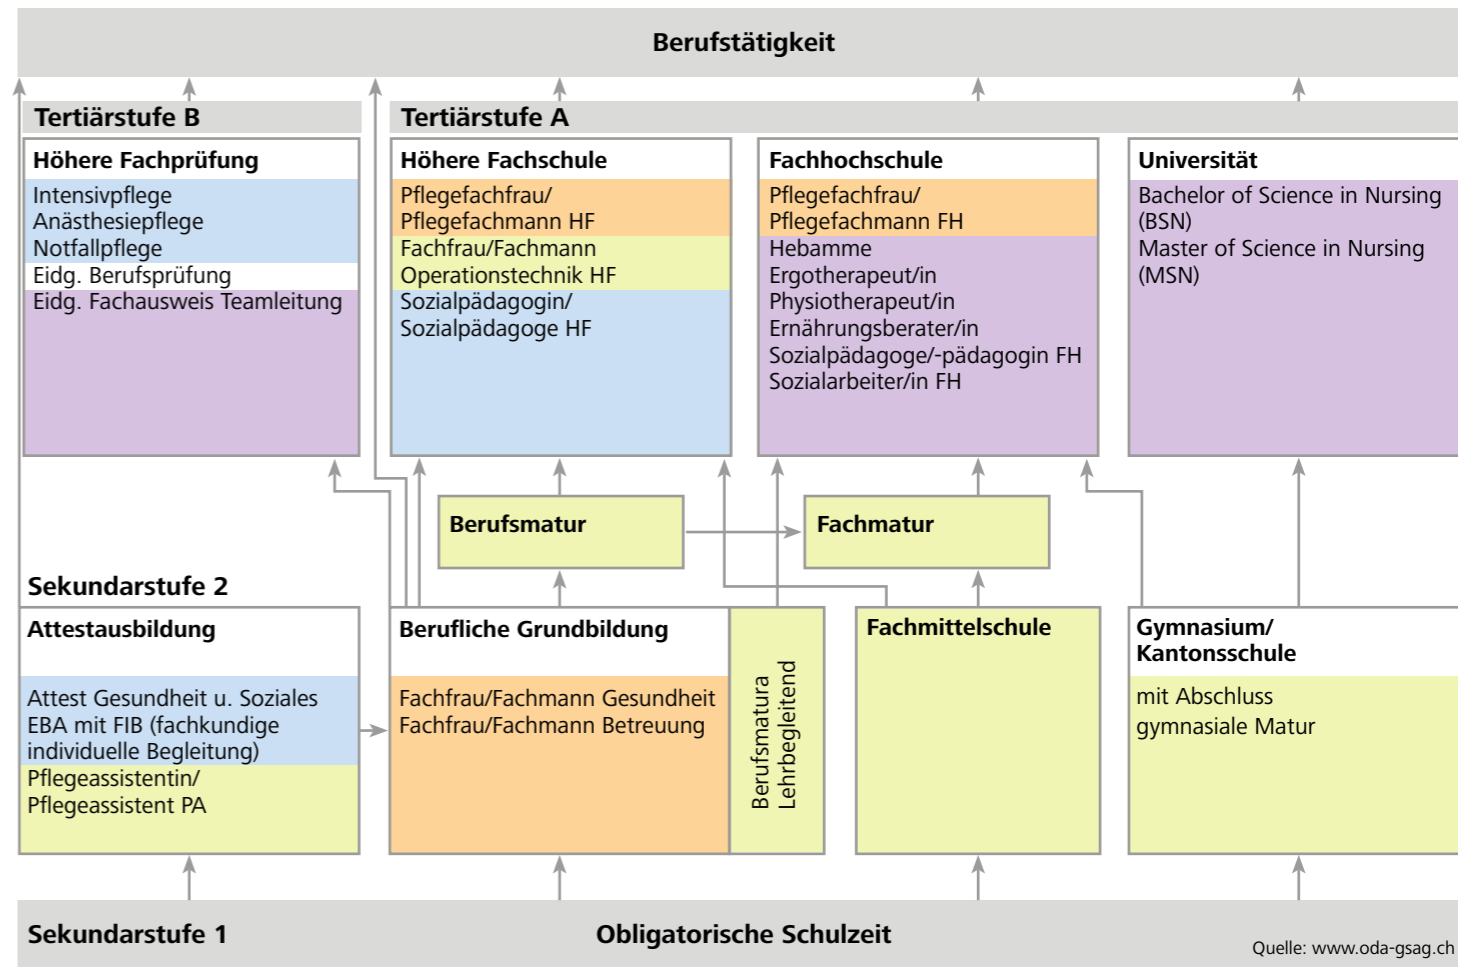 Berufstätigkeit
Tertiärstufe B
Tertiärstufe A
Höhere Fachprüfung
Intensivpflege
Anästhesiepflege
Notfallpflege
Eidg. Berufsprüfung
Eidg. Fachausweis Teamleitung
Höhere Fachschule
Pflegefachfrau/
Pflegefachmann HF
Fachfrau/Fachmann
Operationstechnik HF
Sozialpädagogin/
Sozialpädagoge HF
Fachhochschule
Pflegefachfrau/
Pflegefachmann FH
Hebamme
Ergotherapeut/in
Physiotherapeut/in
Ernährungsberater/in
Sozialpädagoge/-pädagogin FH
Sozialarbeiter/in FH
Universität
Bachelor of Science in Nursing
(BSN)
Master of Science in Nursing
(MSN)
Berufsmatur
Fachmatur
Sekundarstufe 2
Attestausbildung
Attest Gesundheit u. Soziales
EBA mit FIB (fachkundige
individuelle Begleitung)
Pflegeassistentin/
Pflegeassistent PA
Berufliche Grundbildung
Fachfrau/Fachmann Gesundheit
Fachfrau/Fachmann Betreuung
Berufsmatura
Lehrbegleitend
Fachmittelschule
Gymnasium/
Kantonsschule
mit Abschluss
gymnasiale Matur
Sekundarstufe 1
Obligatorische Schulzeit
Quelle: www.oda-gsag.ch